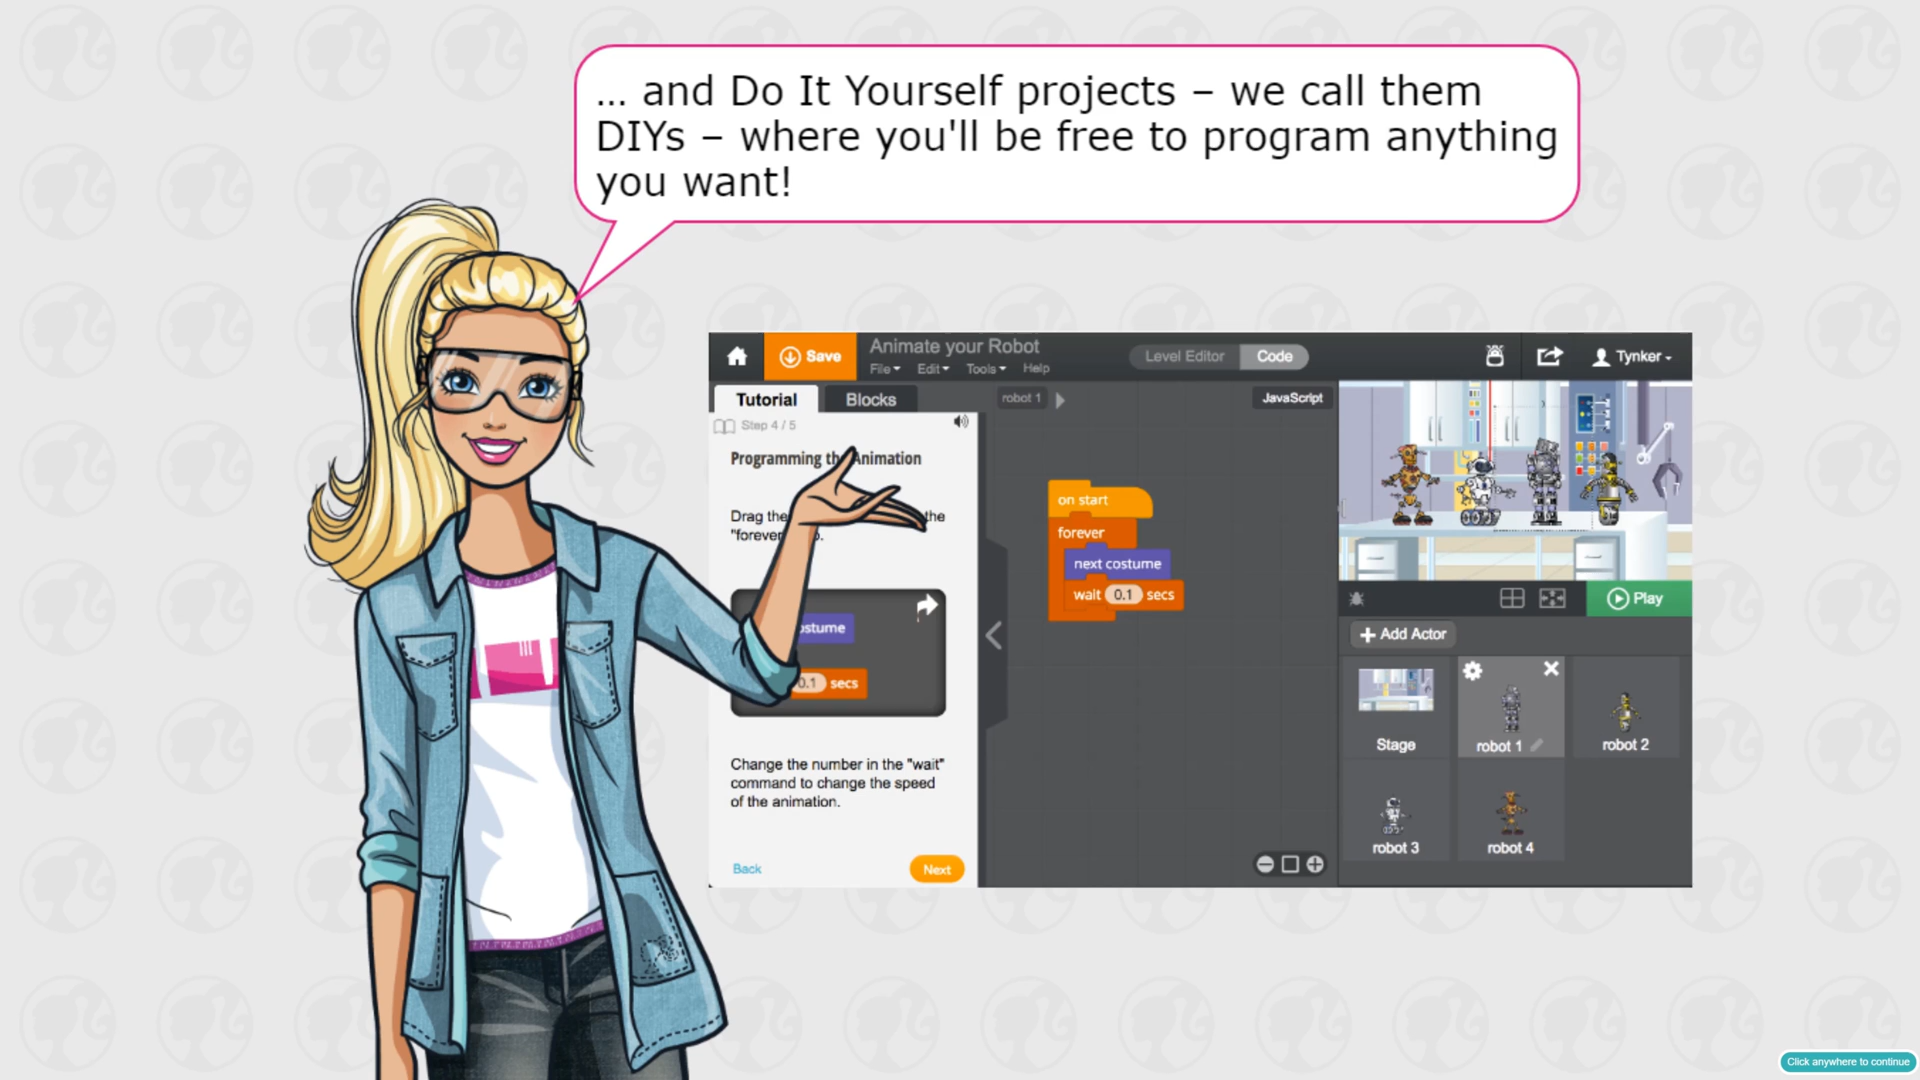 ... and Do It Yourself projects – we call them
DIYs – where you'll be free to program anything
you want!
Save
Animate your Robot
File
Edit
Tools
Help
Level Editor
Code
Tynker
Tutorial
Blocks
robot 1
JavaScript
Step 4 / 5
Programming the Animation
Drag the the
"forever
on start
forever
next costume
wait 0.1 secs
0.1 secs
Change the number in the "wait"
command to change the speed
of the animation.
Back
Next
Play
Add Actor
Stage
robot 1
robot 2
robot 3
robot 4
Click anywhere to continue